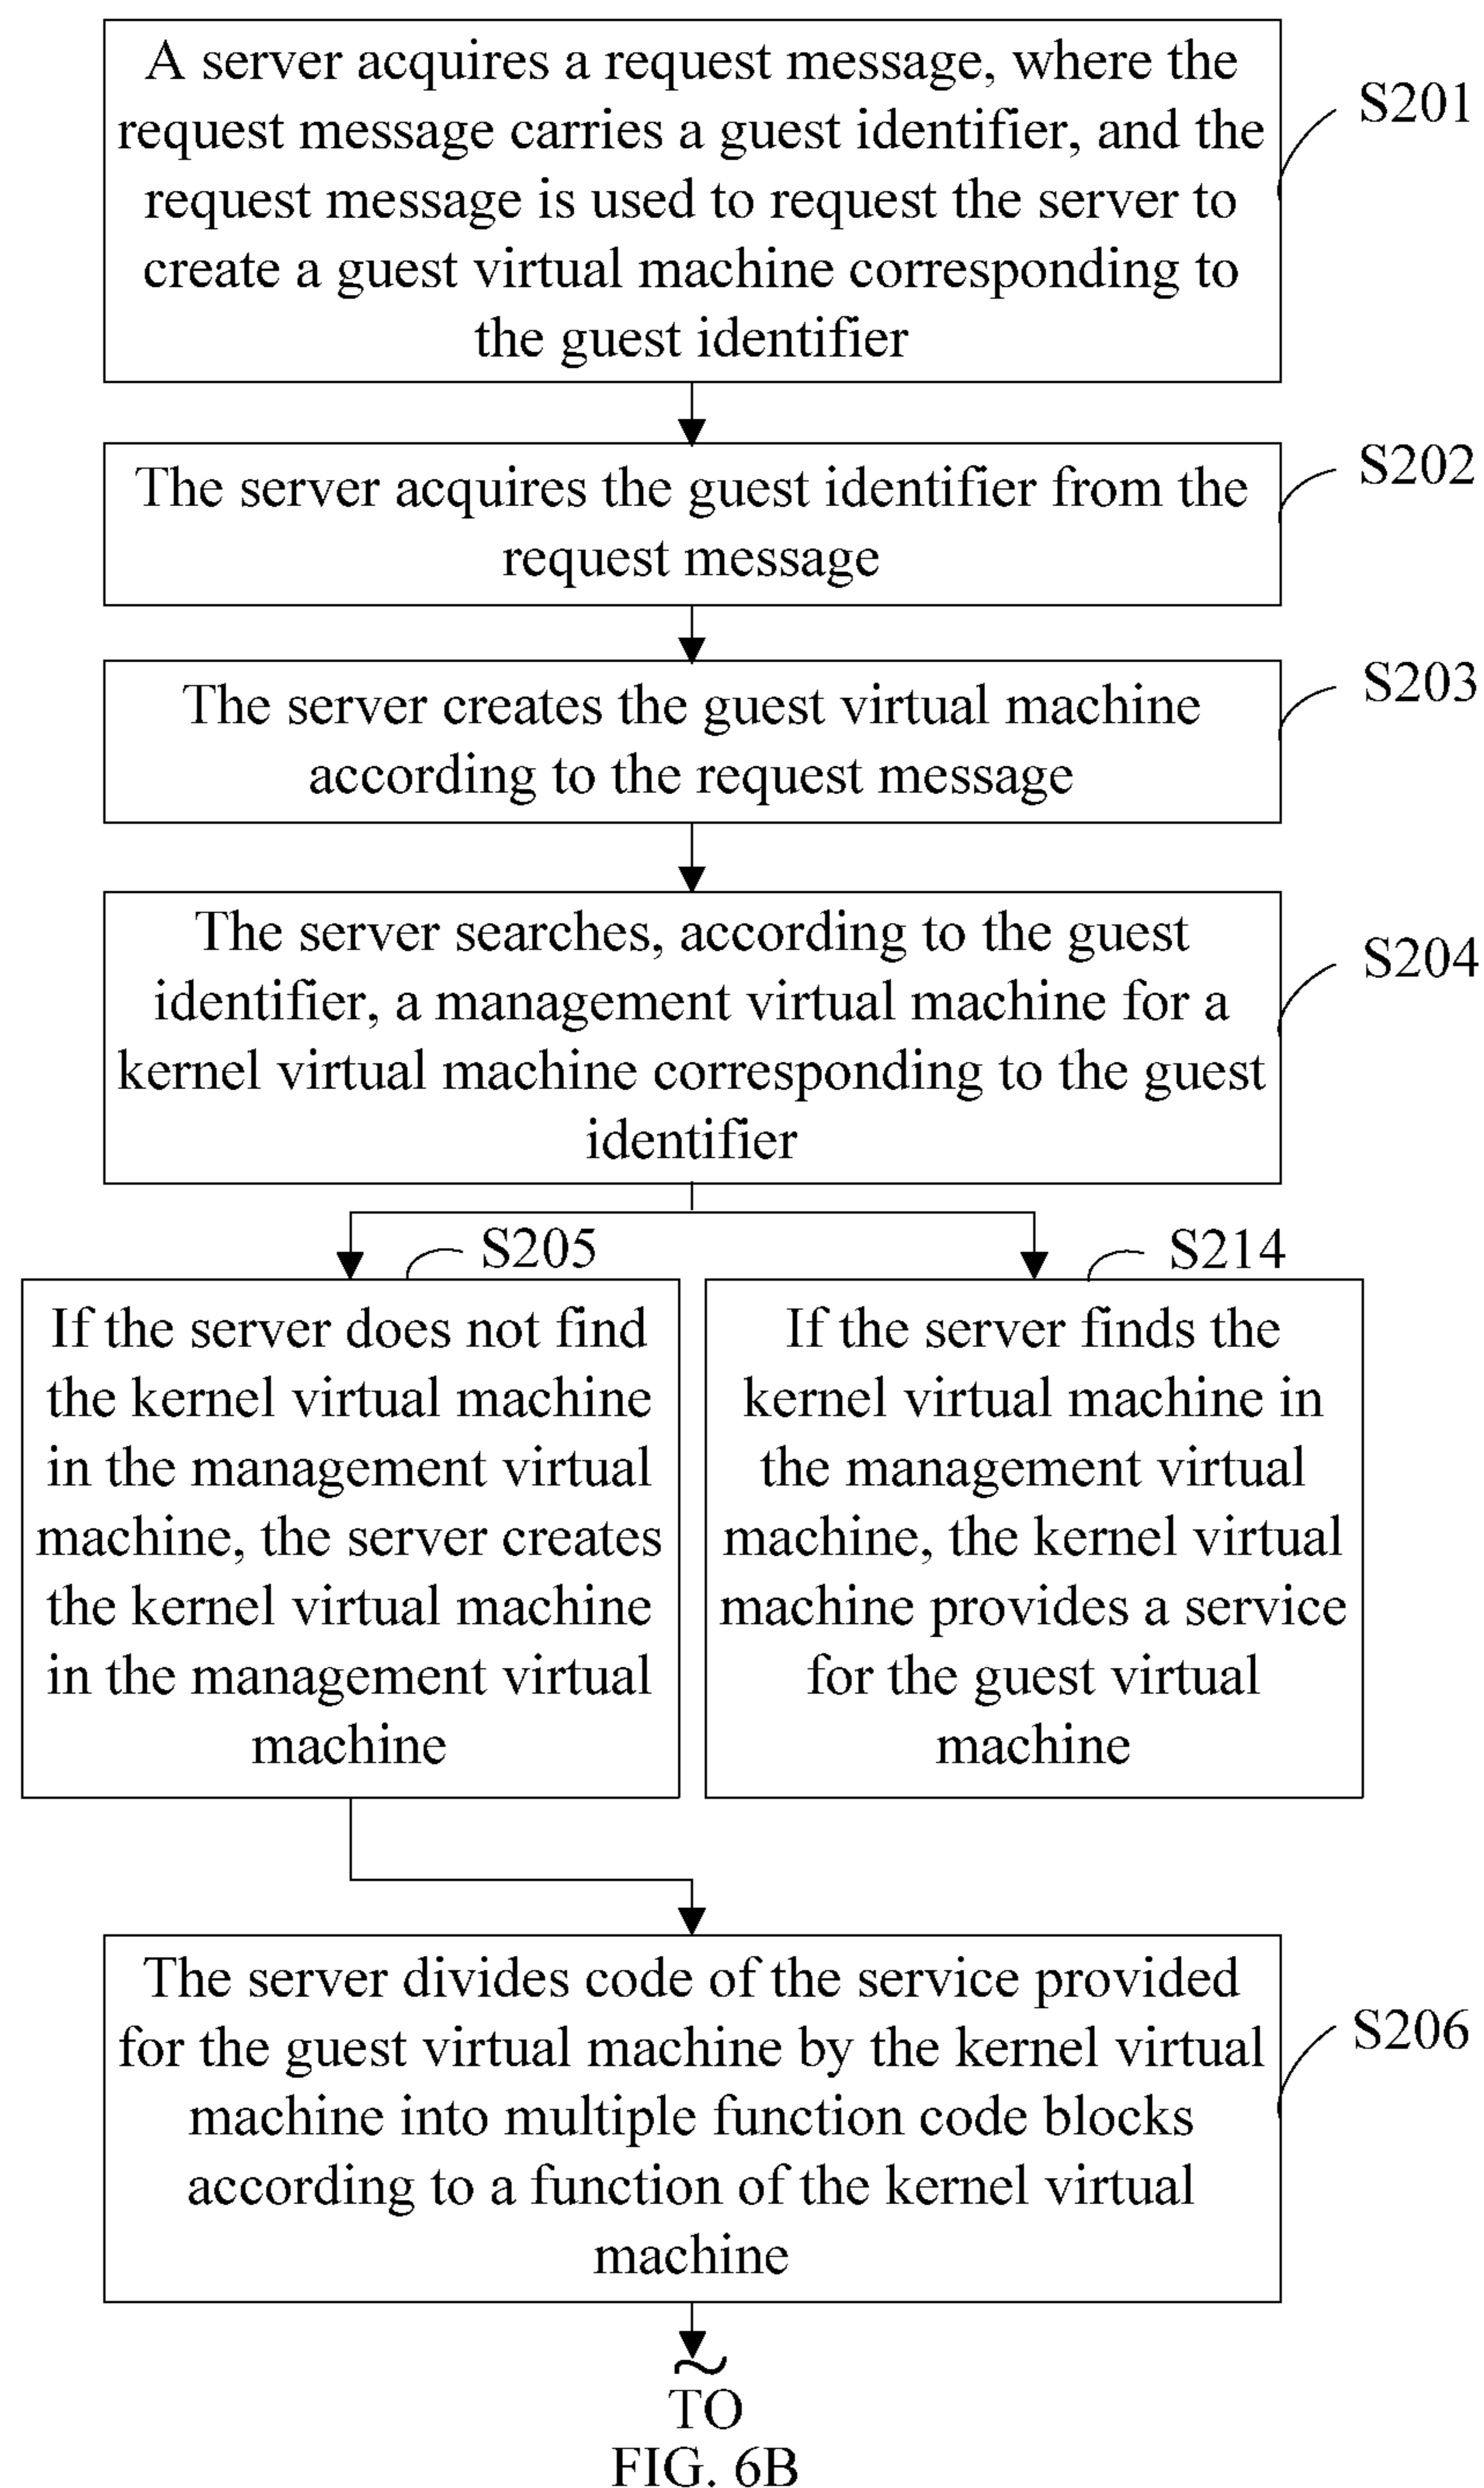 A server acquires a request message, where the
request message carries a guest identifier, and the
request message is used to request the server to
create a guest virtual machine corresponding to
the guest identifier
S201
The server acquires the guest identifier from the
request message
S202
The server creates the guest virtual machine
according to the request message
S203
The server searches, according to the guest
identifier, a management virtual machine for a
kernel virtual machine corresponding to the guest
identifier
S204
S205
If the server does not find
the kernel virtual machine
in the management virtual
machine, the server creates
the kernel virtual machine
in the management virtual
machine
S214
If the server finds the
kernel virtual machine in
the management virtual
machine, the kernel virtual
machine provides a service
for the guest virtual
machine
The server divides code of the service provided
for the guest virtual machine by the kernel virtual
machine into multiple function code blocks
according to a function of the kernel virtual
machine
S206
~
TO
FIG. 6B